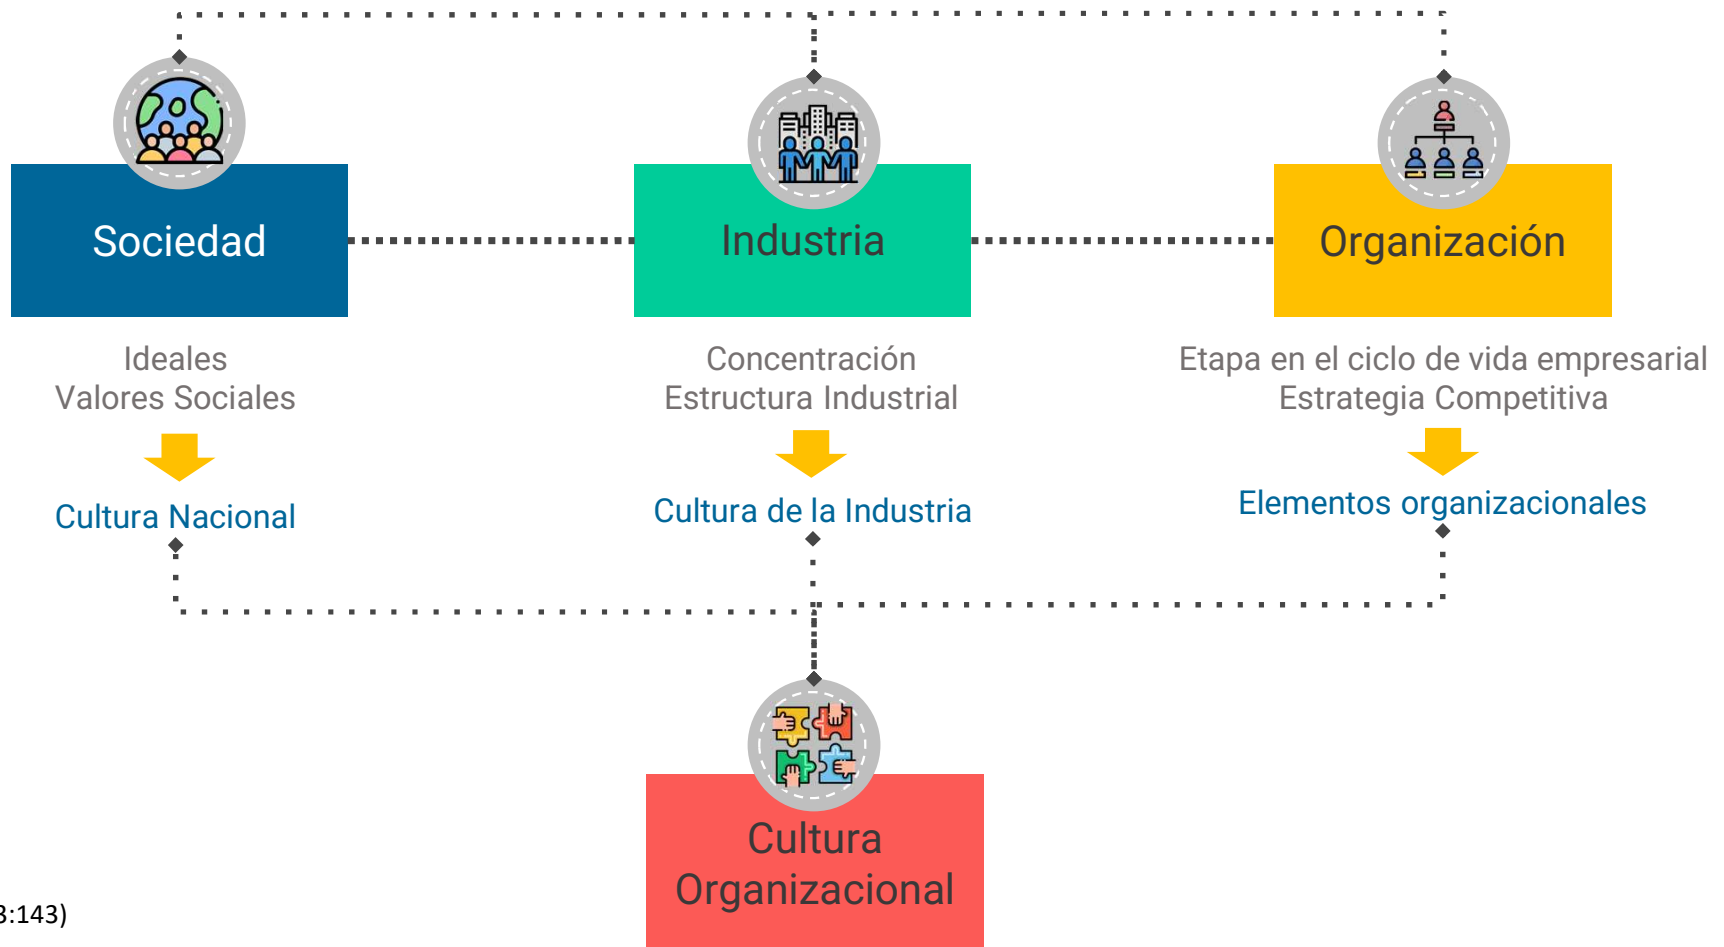 Sociedad
Industria
Organización
Ideales
Valores Sociales
Concentración
Estructura Industrial
Etapa en el ciclo de vida empresarial
Estrategia Competitiva
Cultura Nacional
Cultura de la Industria
Elementos organizacionales
Cultura
Organizacional
:143)